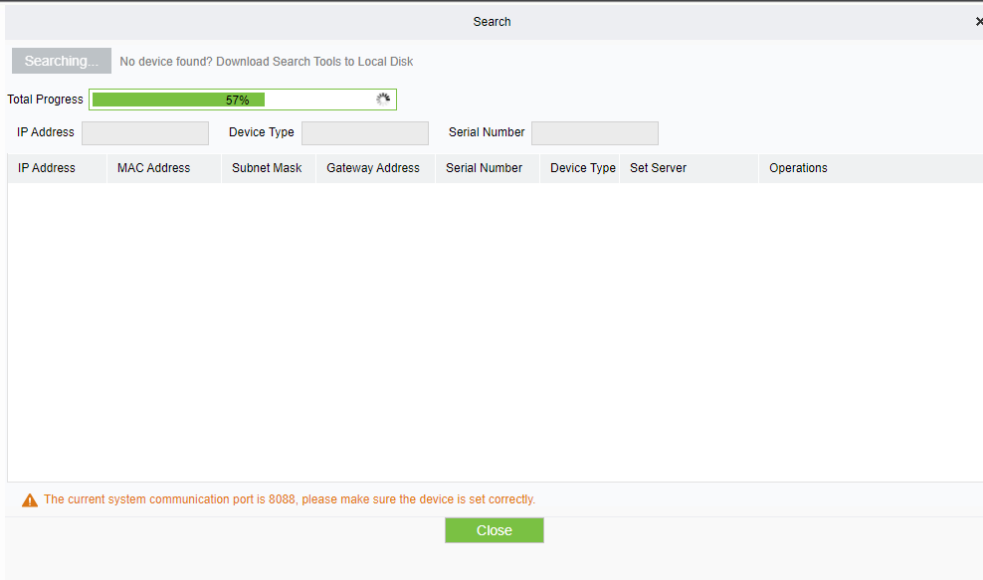 Search
Searching... No device found? Download Search Tools to Local Disk
Total Progress 57%
IP Address Device Type Serial Number
IP Address MAC Address Subnet Mask Gateway Address Serial Number Device Type Set Server Operations
The current system communication port is 8088, please make sure the device is set correctly.
Close